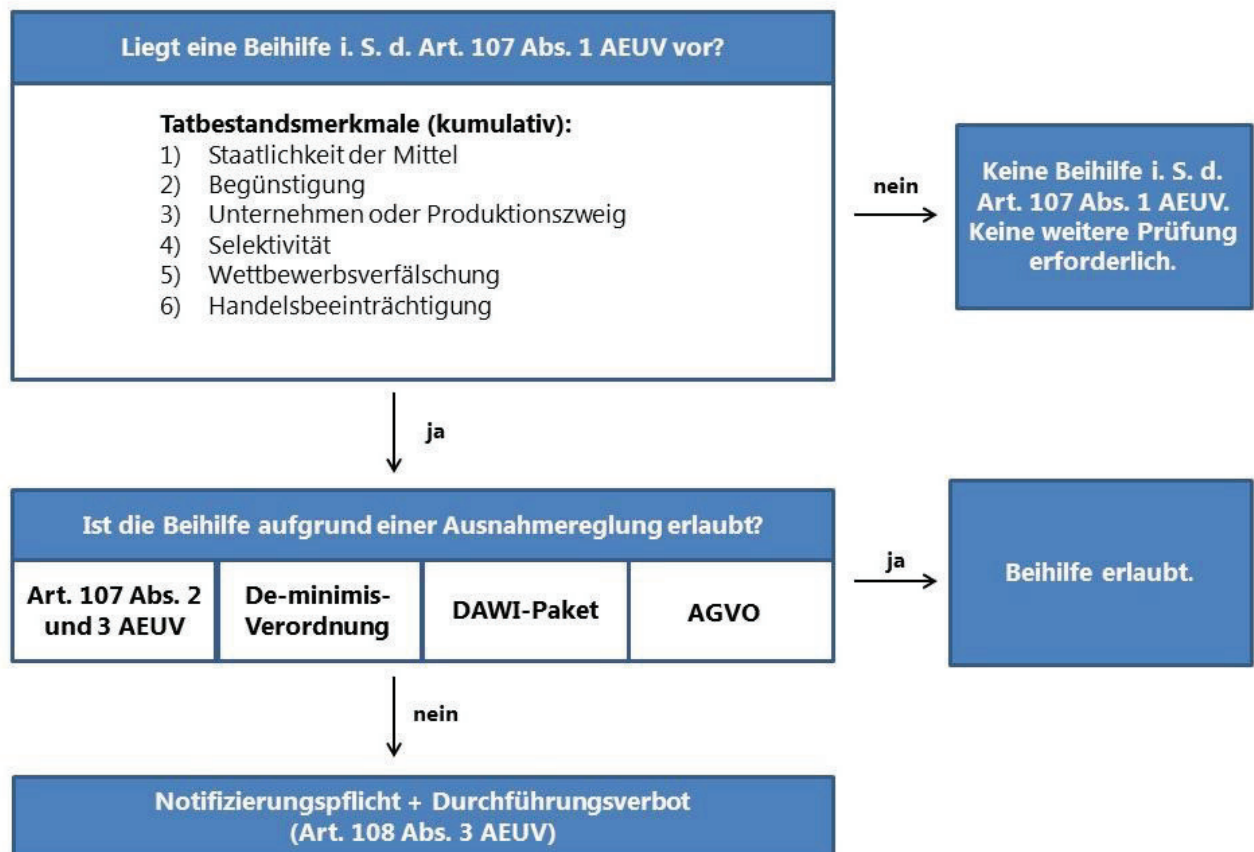 Liegt eine Beihilfe i. S. d. Art. 107 Abs. 1 AEUV vor?
Tatbestandsmerkmale (kumulativ):
1) Staatlichkeit der Mittel
2) Begünstigung
3) Unternehmen oder Produktionszweig
4) Selektivität
5) Wettbewerbsverfälschung
6) Handelsbeeinträchtigung
nein
Keine Beihilfe i. S. d.
Art. 107 Abs. 1 AEUV.
Keine weitere Prüfung
erforderlich.
ja
Ist die Beihilfe aufgrund einer Ausnahmereglung erlaubt?
Art. 107 Abs. 2
und 3 AEUV
De-minimis-
Verordnung
DAWI-Paket
AGVO
ja
Beihilfe erlaubt.
nein
Notifizierungspflicht + Durchführungsverbot
(Art. 108 Abs. 3 AEUV)